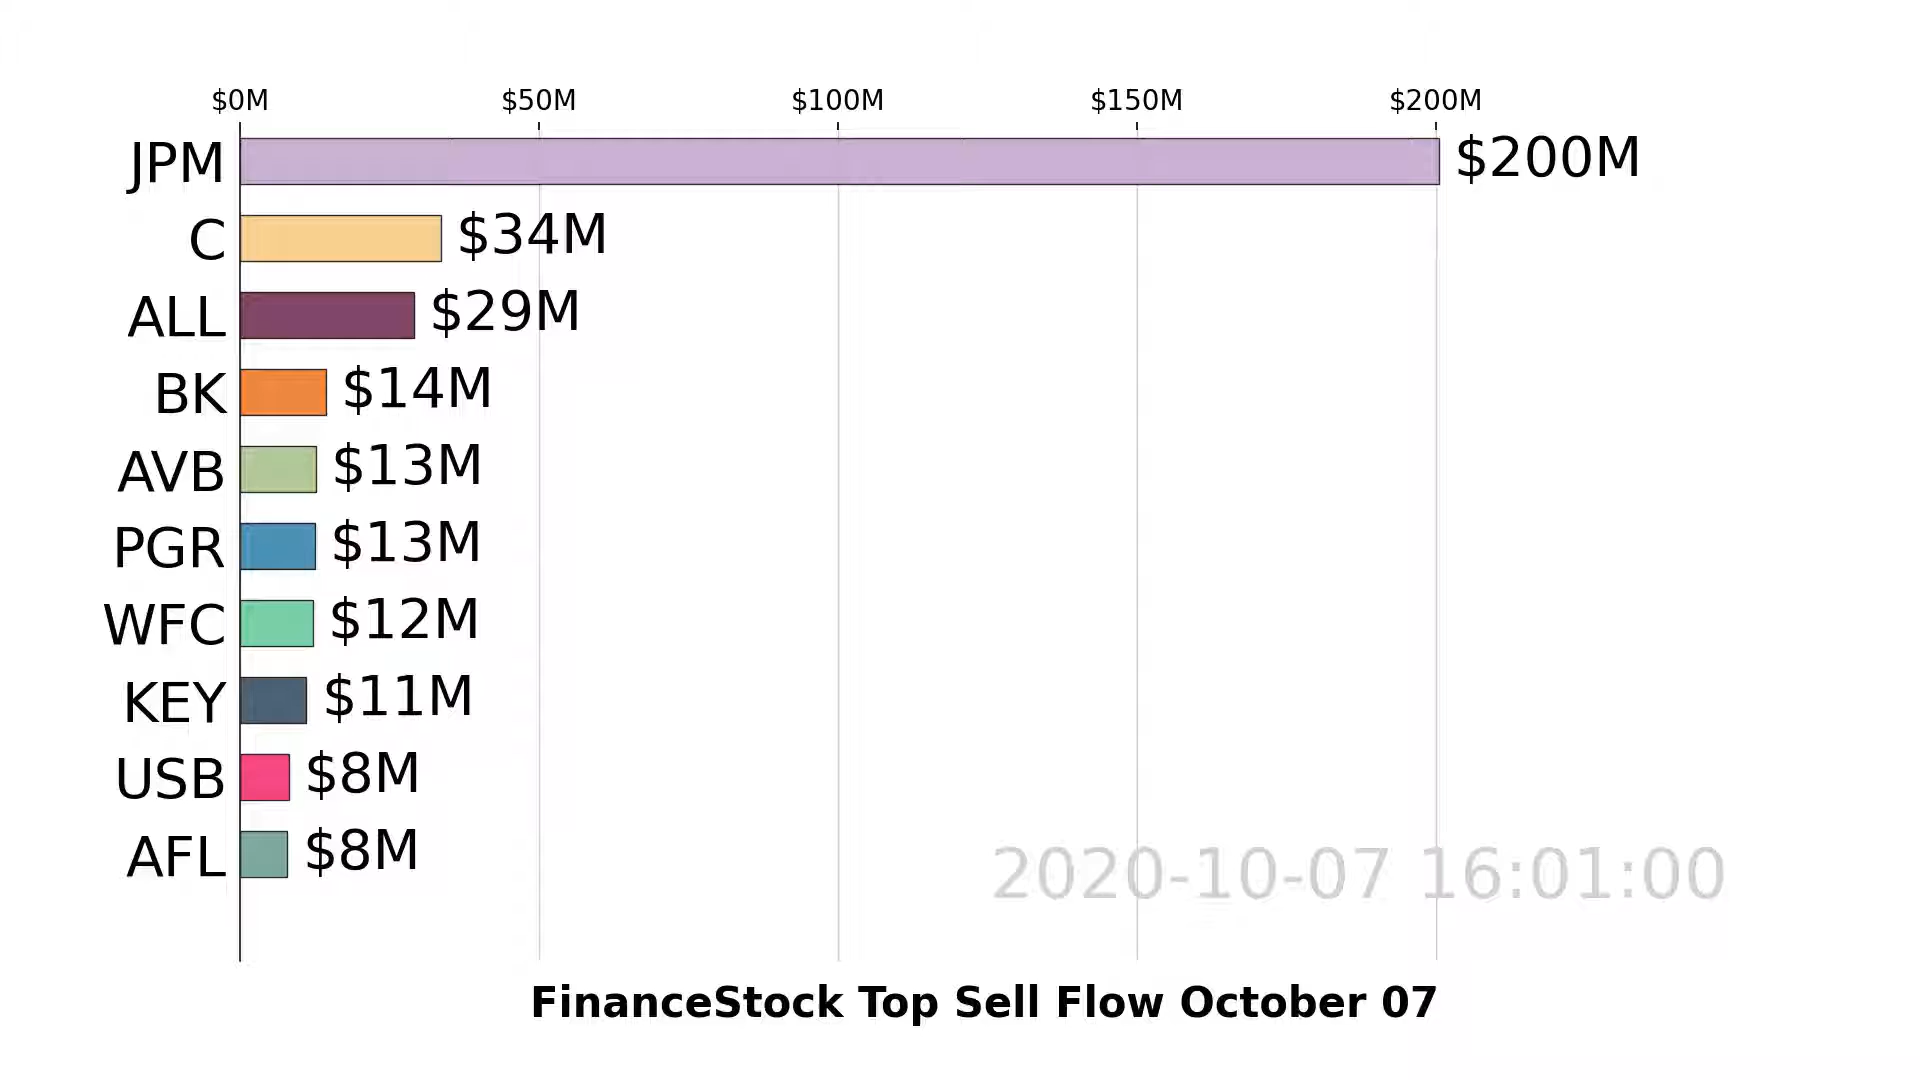 $0M $50M $100M $150M $200M
JPM $200M
C $34M
ALL $29M
BK $14M
AVB $13M
PGR $13M
WFC $12M
KEY $11M
USB $8M
AFL $8M
2020-10-07 16:01:00
FinanceStock Top Sell Flow October 07